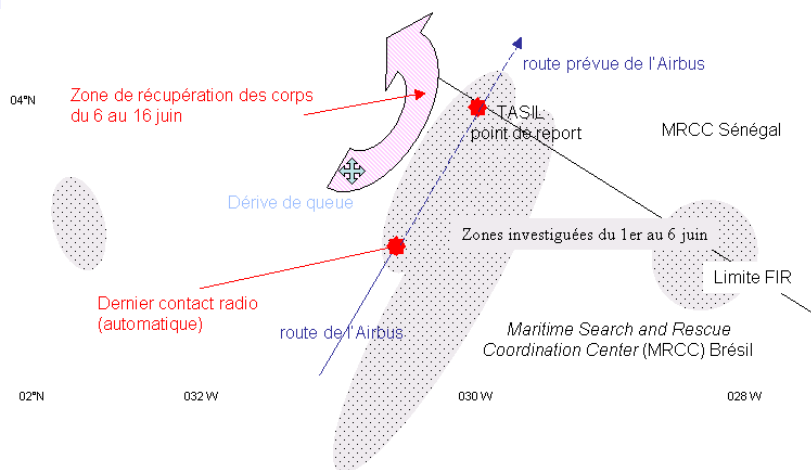 route prévue de l'Airbus
04°N
Zone de récupération des corps
du 6 au 16 juin
TASIL
point de report
MRCC Sénégal
Dérive de queue
Zones investiguées du 1er au 6 juin
Limite FIR
Dernier contact radio
(automatique)
route de l'Airbus
Maritime Search and Rescue
Coordination Center (MRCC) Brésil
02°N
032 W
030 W
028 W